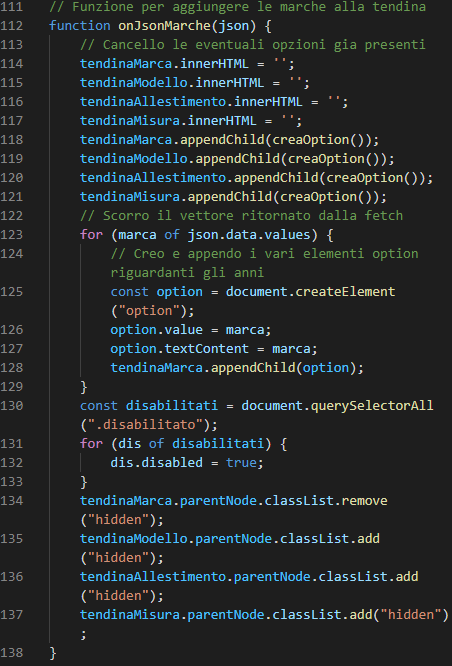 111 // Funzione per aggiungere le marche alla tendina
112 function onJsonMarche(json) {
113     // Cancello le eventuali opzioni gia presenti
114     tendinaMarca.innerHTML = '';
115     tendinaModello.innerHTML = '';
116     tendinaAllestimento.innerHTML = '';
117     tendinaMisura.innerHTML = '';
118     tendinaMarca.appendChild(creaOption());
119     tendinaModello.appendChild(creaOption());
120     tendinaAllestimento.appendChild(creaOption());
121     tendinaMisura.appendChild(creaOption());
122     // Scorro il vettore ritornato dalla fetch
123     for (marca of json.data.values) {
124         // Creo e appendo i vari elementi option
        riguardanti gli anni
125         const option = document.createElement
        ("option");
126         option.value = marca;
127         option.textContent = marca;
128         tendinaMarca.appendChild(option);
129     }
130     const disabilitati = document.querySelectorAll
    (".disabilitato");
131     for (dis of disabilitati) {
132         dis.disabled = true;
133     }
134     tendinaMarca.parentNode.classList.remove
    ("hidden");
135     tendinaModello.parentNode.classList.add
    ("hidden");
136     tendinaAllestimento.parentNode.classList.add
    ("hidden");
137     tendinaMisura.parentNode.classList.add("hidden")
    ;
138 }